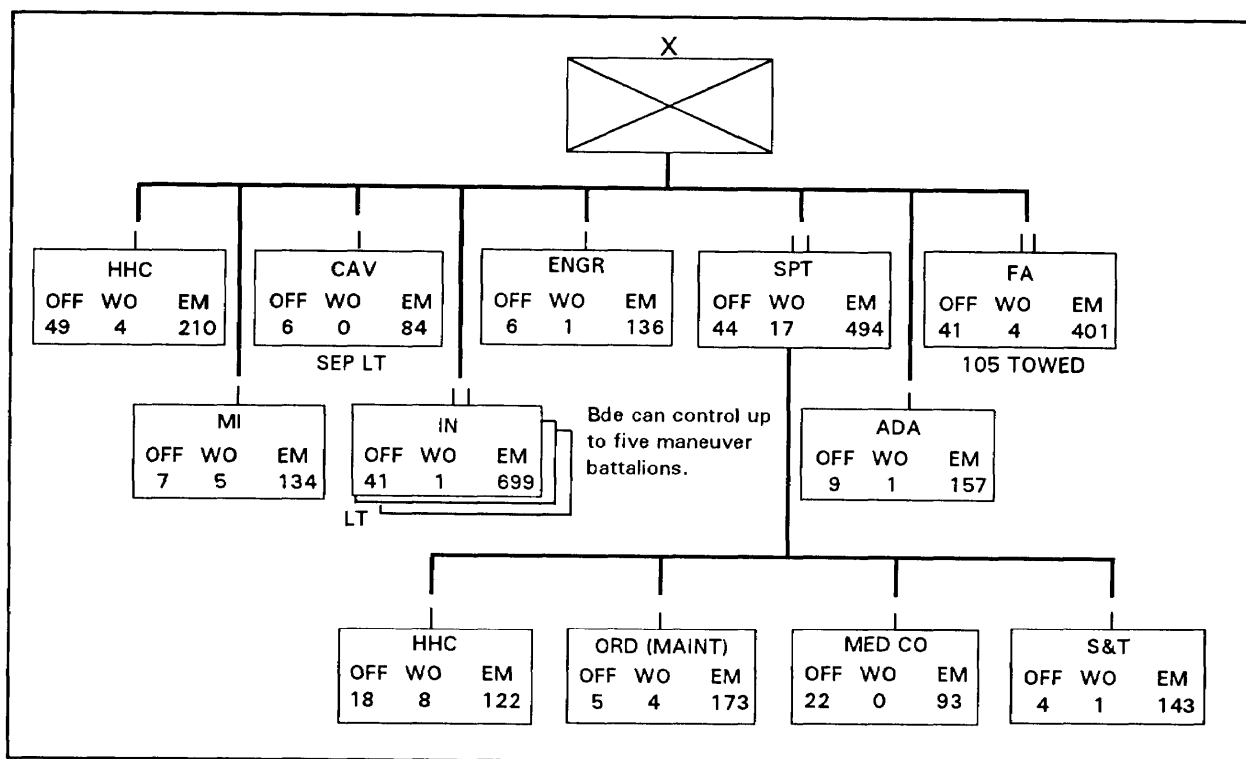 X
HHC
OFF WO EM
49 4 210
CAV
OFF WO EM
6 0 84
SEP LT
ENGR
OFF WO EM
6 1 136
SPT
OFF WO EM
44 17 494
FA
OFF WO EM
41 4 401
105 TOWED
MI
OFF WO EM
7 5 134
IN
OFF WO EM
41 1 699
LT
Bde can control up
to five maneuver
battalions.
ADA
OFF WO EM
9 1 157
HHC
OFF WO EM
18 8 122
ORD (MAINT)
OFF WO EM
5 4 173
MED CO
OFF WO EM
22 0 93
S&T
OFF WO EM
4 1 143